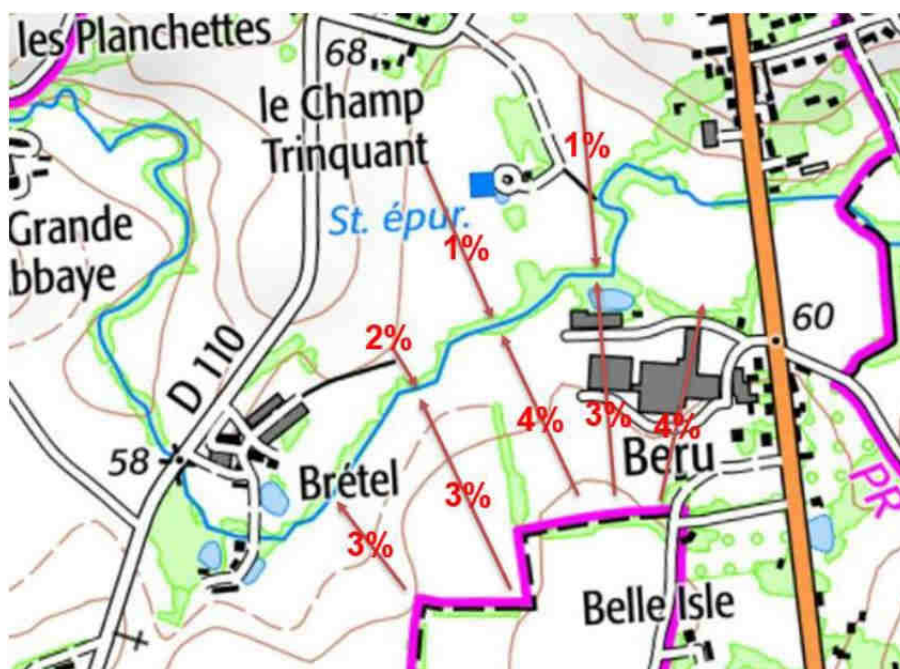 les Planchettes
68
le Champ
Trinquant
1%
Grande
bbaye
St. épur.
1%
D 110
2%
60
4%
3%
4%
58
Brétel
Béru
3%
3%
PR
Belle Isle